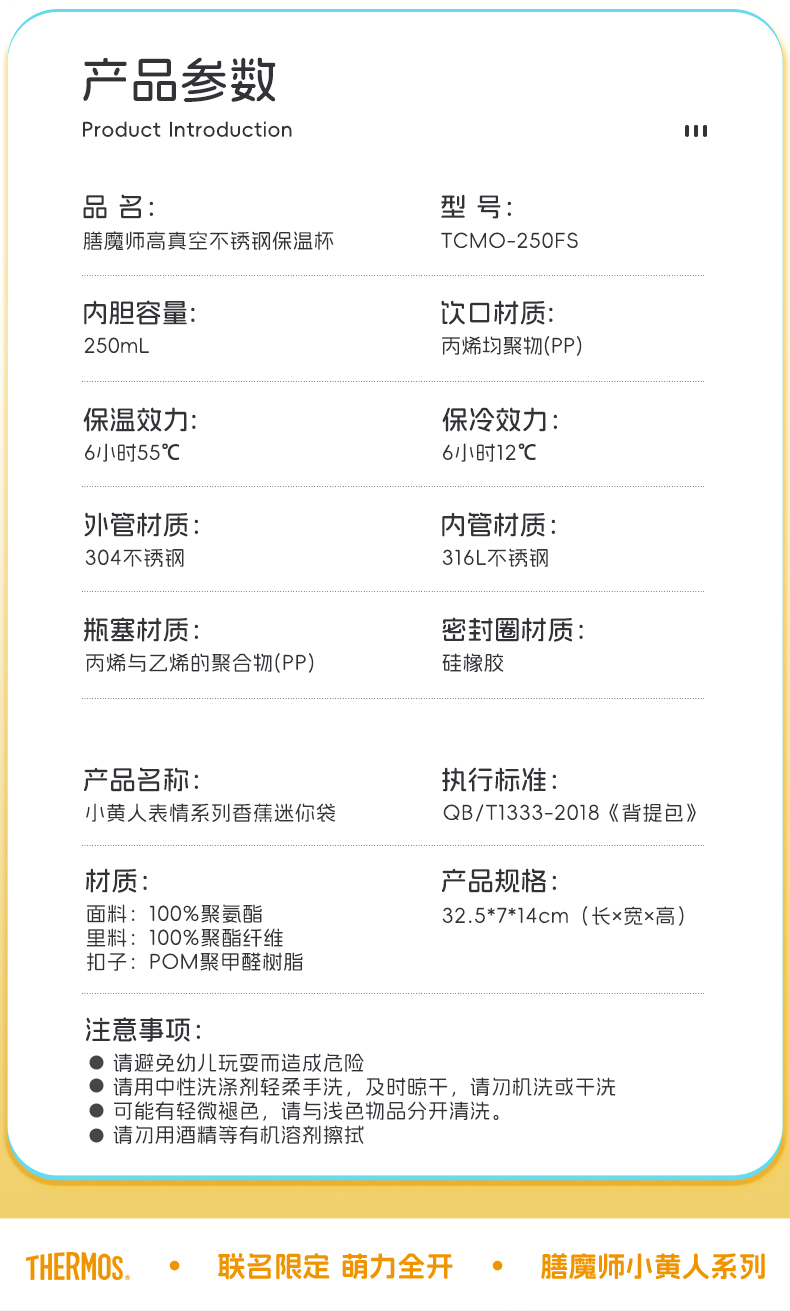 产品参数
Product Introduction
品 名：
膳魔师高真空不锈钢保温杯
型 号：
TCMO-250FS
内胆容量：
250mL
饮口材质：
丙烯均聚物(PP)
保温效力：
6小时55℃
保冷效力：
6小时12℃
外管材质：
304不锈钢
内管材质：
316L不锈钢
瓶塞材质：
丙烯与乙烯的聚合物(PP)
密封圈材质：
硅橡胶
产品名称：
小黄人表情系列香蕉迷你袋
执行标准：
QB/T1333-2018《背提包》
材质：
面料：100%聚氨酯
里料：100%聚酯纤维
扣子：POM聚甲醛树脂
产品规格：
32.5*7*14cm（长×宽×高）
注意事项：
● 请避免幼儿玩耍而造成危险
● 请用中性洗涤剂轻柔手洗，及时晾干，请勿机洗或干洗
● 可能有轻微褪色，请与浅色物品分开清洗。
● 请勿用酒精等有机溶剂擦拭
THERMOS® • 联名限定 萌力全开 • 膳魔师小黄人系列